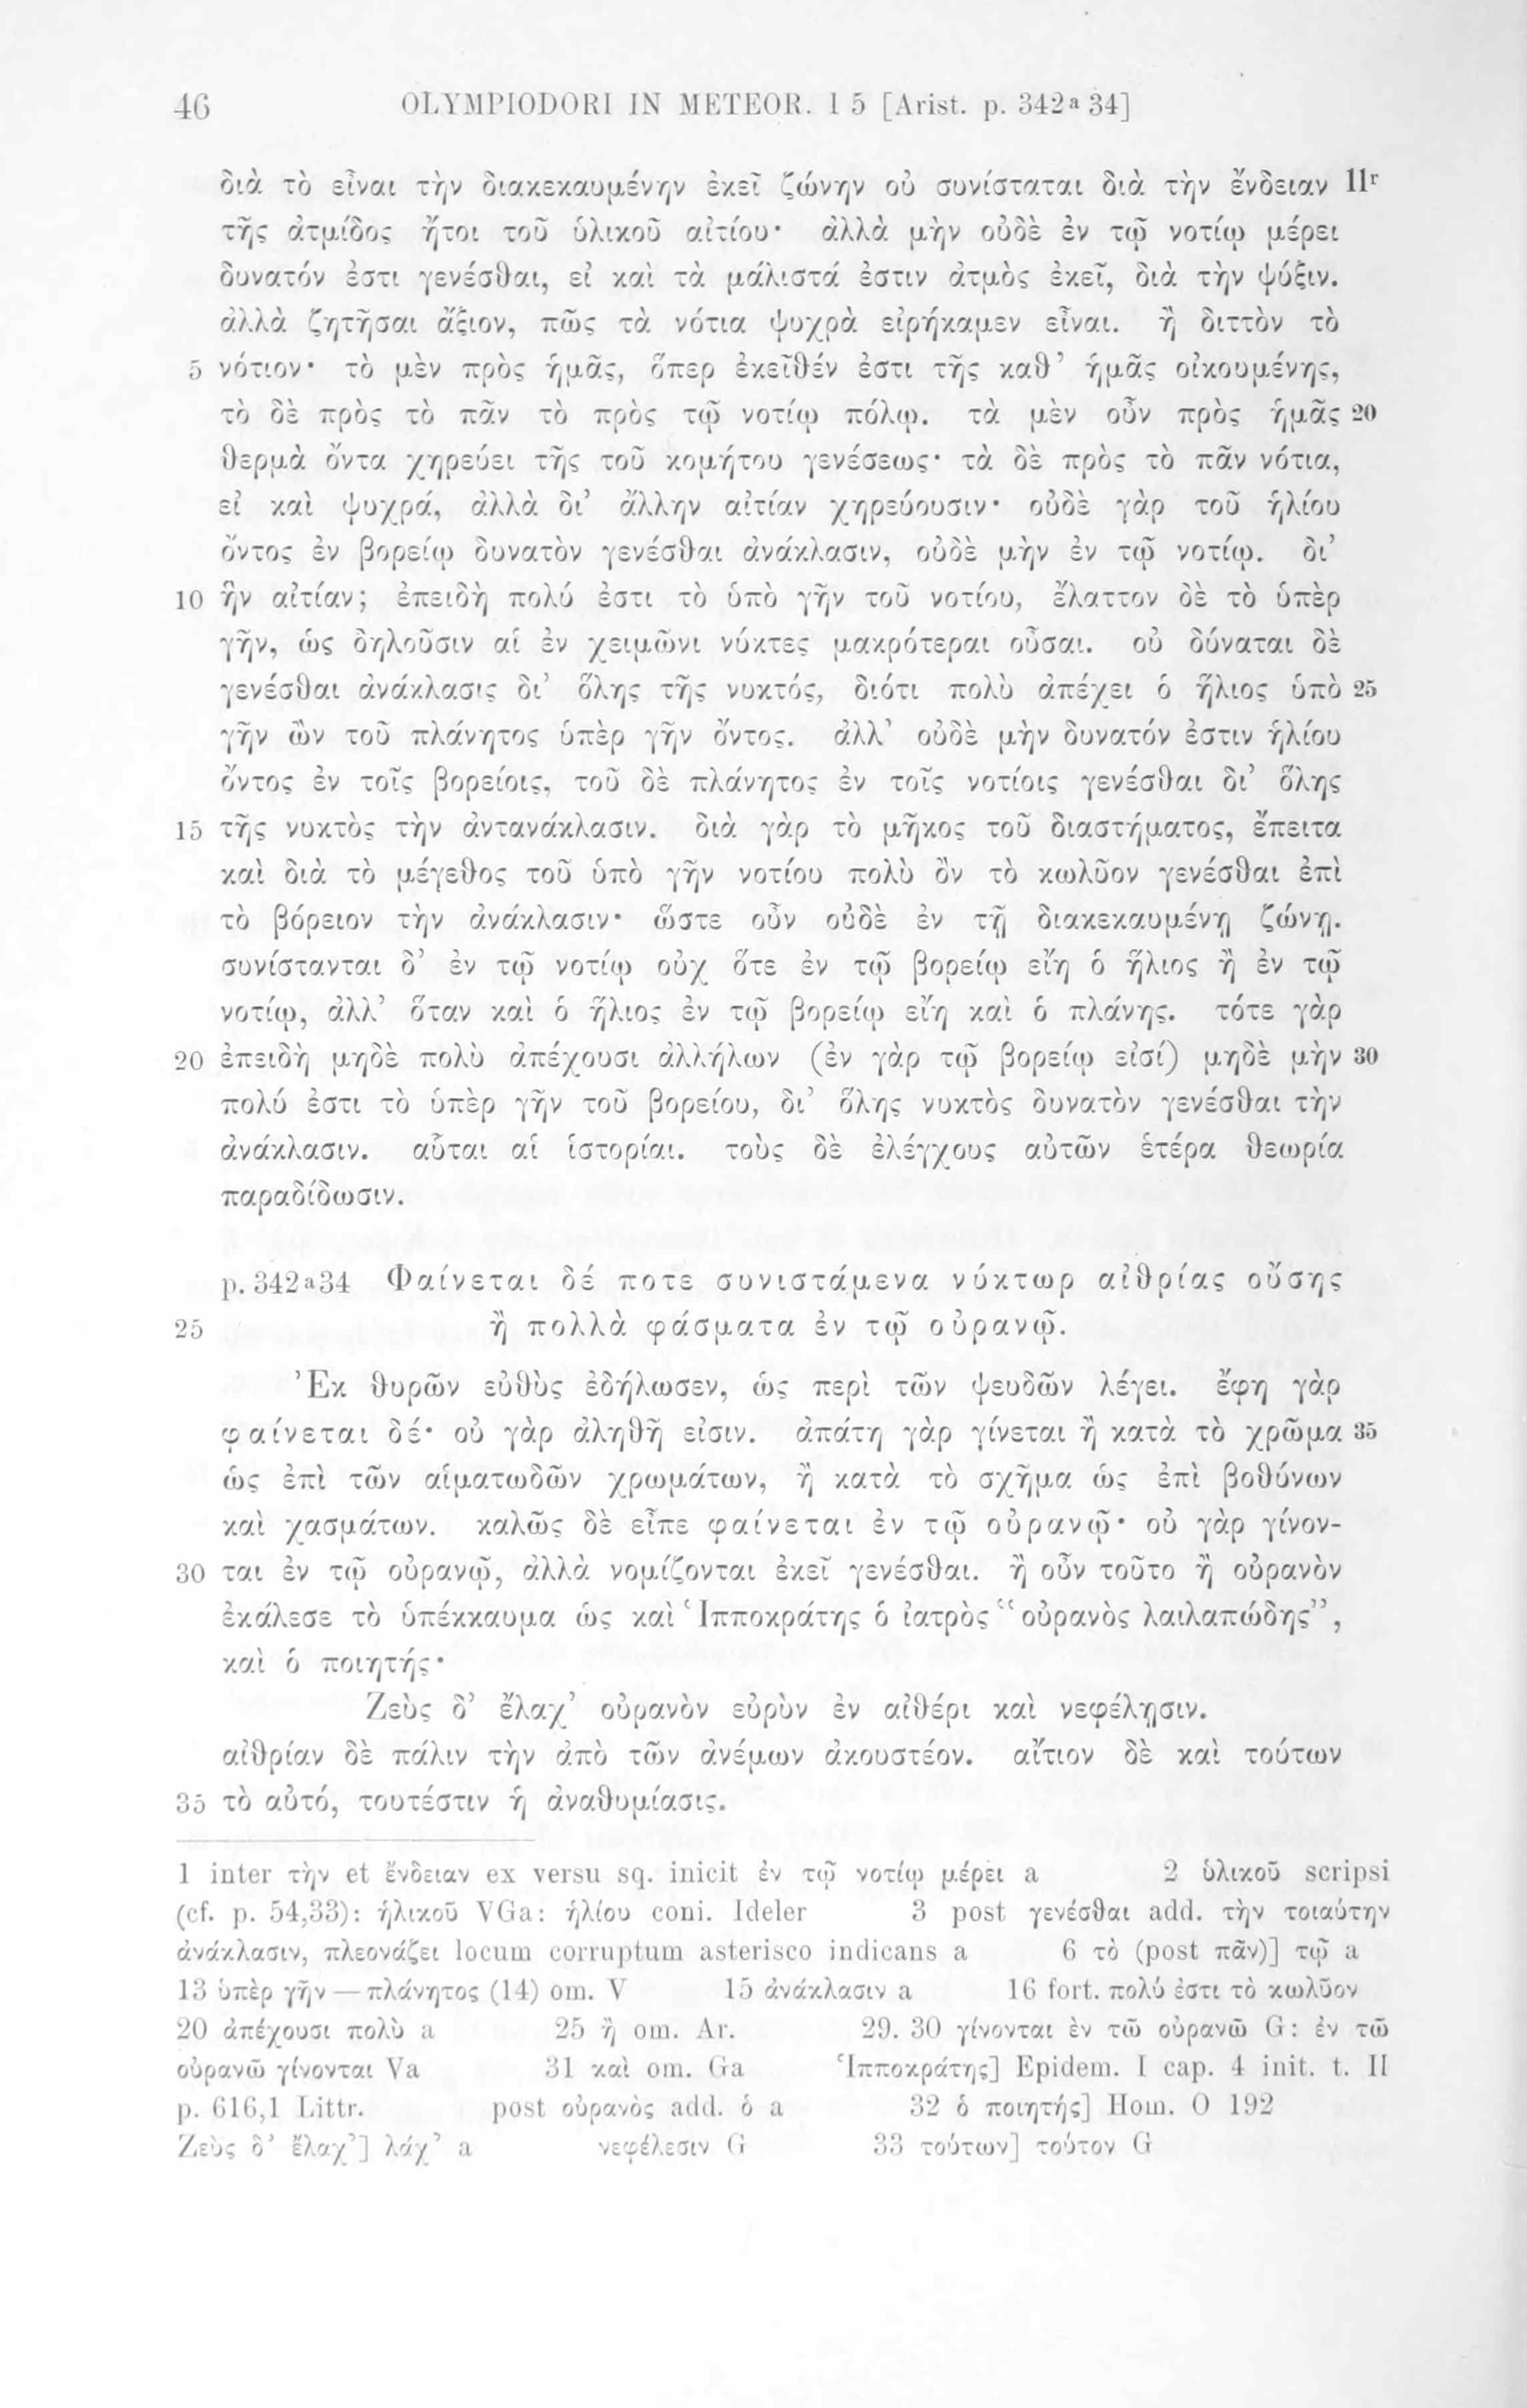 46 OLYMPIODORI IN METEOR. I 5 [Arist. p. 342ª 34]
διὰ τὸ εἶναι τὴν διακεκαυμένην ἐκεῖ ζώνην οὐ συνίσταται διὰ τὴν ἔνδειαν 11r
τῆς ἀτμίδος ἤτοι τοῦ ὑλικοῦ αἰτίου· ἀλλὰ μὴν οὐδὲ ἐν τῷ νοτίῳ μέρει
δυνατόν ἐστι γενέσθαι, εἰ καὶ τὰ μάλιστά ἐστιν ἀτμὸς ἐκεῖ, διὰ τὴν ψύξιν.
ἀλλὰ ζητῆσαι ἄξιον, πῶς τὰ νότια ψυχρὰ εἰρήκαμεν εἶναι. ἢ διττὸν τὸ
5 νότιον· τὸ μὲν πρὸς ἡμᾶς, ὅπερ ἐκεῖθέν ἐστι τῆς καθ’ ἡμᾶς οἰκουμένης,
τὸ δὲ πρὸς τὸ πᾶν τὸ πρὸς τῷ νοτίῳ πόλῳ. τὰ μὲν οὖν πρὸς ἡμᾶς 20
θερμὰ ὄντα χηρεύει τῆς τοῦ κομήτου γενέσεως· τὰ δὲ πρὸς τὸ πᾶν νότια,
εἰ καὶ ψυχρά, ἀλλὰ δι’ ἄλλην αἰτίαν χηρεύουσιν· οὐδὲ γὰρ τοῦ ἡλίου
ὄντος ἐν βορείῳ δυνατὸν γενέσθαι ἀνάκλασιν, οὐδὲ μὴν ἐν τῷ νοτίῳ. δι’
10 ἣν αἰτίαν; ἐπειδὴ πολύ ἐστι τὸ ὑπὸ γῆν τοῦ νοτίου, ἔλαττον δὲ τὸ ὑπὲρ
γῆν, ὡς δηλοῦσιν αἱ ἐν χειμῶνι νύκτες μακρότεραι οὖσαι. οὐ δύναται δὲ
γενέσθαι ἀνάκλασις δι’ ὅλης τῆς νυκτός, διότι πολὺ ἀπέχει ὁ ἥλιος ὑπὸ 25
γῆν ὢν τοῦ πλάνητος ὑπὲρ γῆν ὄντος. ἀλλ’ οὐδὲ μὴν δυνατόν ἐστιν ἡλίου
ὄντος ἐν τοῖς βορείοις, τοῦ δὲ πλάνητος ἐν τοῖς νοτίοις γενέσθαι δι’ ὅλης
15 τῆς νυκτὸς τὴν ἀντανάκλασιν. διὰ γὰρ τὸ μῆκος τοῦ διαστήματος, ἔπειτα
καὶ διὰ τὸ μέγεθος τοῦ ὑπὸ γῆν νοτίου πολὺ ὂν τὸ κωλῦον γενέσθαι ἐπὶ
τὸ βόρειον τὴν ἀνάκλασιν· ὥστε οὖν οὐδὲ ἐν τῇ διακεκαυμένῃ ζώνῃ.
συνίστανται δ’ ἐν τῷ νοτίῳ οὐχ ὅτε ἐν τῷ βορείῳ εἴη ὁ ἥλιος ἢ ἐν τῷ
νοτίῳ, ἀλλ’ ὅταν καὶ ὁ ἥλιος ἐν τῷ βορείῳ εἴη καὶ ὁ πλάνης. τότε γὰρ
20 ἐπειδὴ μηδὲ πολὺ ἀπέχουσι ἀλλήλων (ἐν γὰρ τῷ βορείῳ εἰσί) μηδὲ μὴν 30
πολύ ἐστι τὸ ὑπὲρ γῆν τοῦ βορείου, δι’ ὅλης νυκτὸς δυνατὸν γενέσθαι τὴν
ἀνάκλασιν. αὗται αἱ ἱστορίαι. τοὺς δὲ ἐλέγχους αὐτῶν ἑτέρα θεωρία
παραδίδωσιν.
p. 342ª34 Φαίνεται δέ ποτε συνιστάμενα νύκτωρ αἰθρίας οὔσης
25 ἢ πολλὰ φάσματα ἐν τῷ οὐρανῷ.
Ἐκ θυρῶν εὐθὺς ἐδήλωσεν, ὡς περὶ τῶν ψευδῶν λέγει. ἔφη γὰρ
φαίνεται δέ· οὐ γὰρ ἀληθῆ εἰσιν. ἀπάτη γὰρ γίνεται ἢ κατὰ τὸ χρῶμα 35
ὡς ἐπὶ τῶν αἱματωδῶν χρωμάτων, ἢ κατὰ τὸ σχῆμα ὡς ἐπὶ βοθύνων
καὶ χασμάτων. καλῶς δὲ εἶπε φαίνεται ἐν τῷ οὐρανῷ· οὐ γὰρ γίνον-
30 ται ἐν τῷ οὐρανῷ, ἀλλὰ νομίζονται ἐκεῖ γενέσθαι. ἢ οὖν τοῦτο ἢ οὐρανὸν
ἐκάλεσε τὸ ὑπέκκαυμα ὡς καὶ Ἱπποκράτης ὁ ἰατρὸς “οὐρανὸς λαιλαπώδης”,
καὶ ὁ ποιητής·
Ζεὺς δ’ ἔλαχ’ οὐρανὸν εὐρὺν ἐν αἰθέρι καὶ νεφέλῃσιν.
αἰθρίαν δὲ πάλιν τὴν ἀπὸ τῶν ἀνέμων ἀκουστέον. αἴτιον δὲ καὶ τούτων
35 τὸ αὐτό, τουτέστιν ἡ ἀναθυμίασις.
1 inter τὴν et ἔνδειαν ex versu sq. inicit ἐν τῷ νοτίῳ μέρει a 2 ὑλικοῦ scripsi
(cf. p. 54,33): ἡλικοῦ VGa: ἡλίου coni. Ideler 3 post γενέσθαι add. τὴν τοιαύτην
ἀνάκλασιν, πλεονάζει locum corruptum asterisco indicans a 6 τὸ (post πᾶν)] τῷ a
13 ὑπὲρ γῆν — πλάνητος (14) om. V 15 ἀνάκλασιν a 16 fort. πολύ ἐστι τὸ κωλῦον
20 ἀπέχουσι πολὺ a 25 ἢ om. Ar. 29. 30 γίνονται ἐν τῶ οὐρανῶ G: ἐν τῶ
οὐρανῶ γίνονται Va 31 καὶ om. Ga Ἱπποκράτης] Epidem. I cap. 4 init. t. II
p. 616,1 Littr. post οὐρανὸς add. ὁ a 32 ὁ ποιητής] Hom. O 192
Ζεὺς δ’ ἔλαχ’] λάχ’ a νεφέλεσιν G 33 τούτων] τούτον G